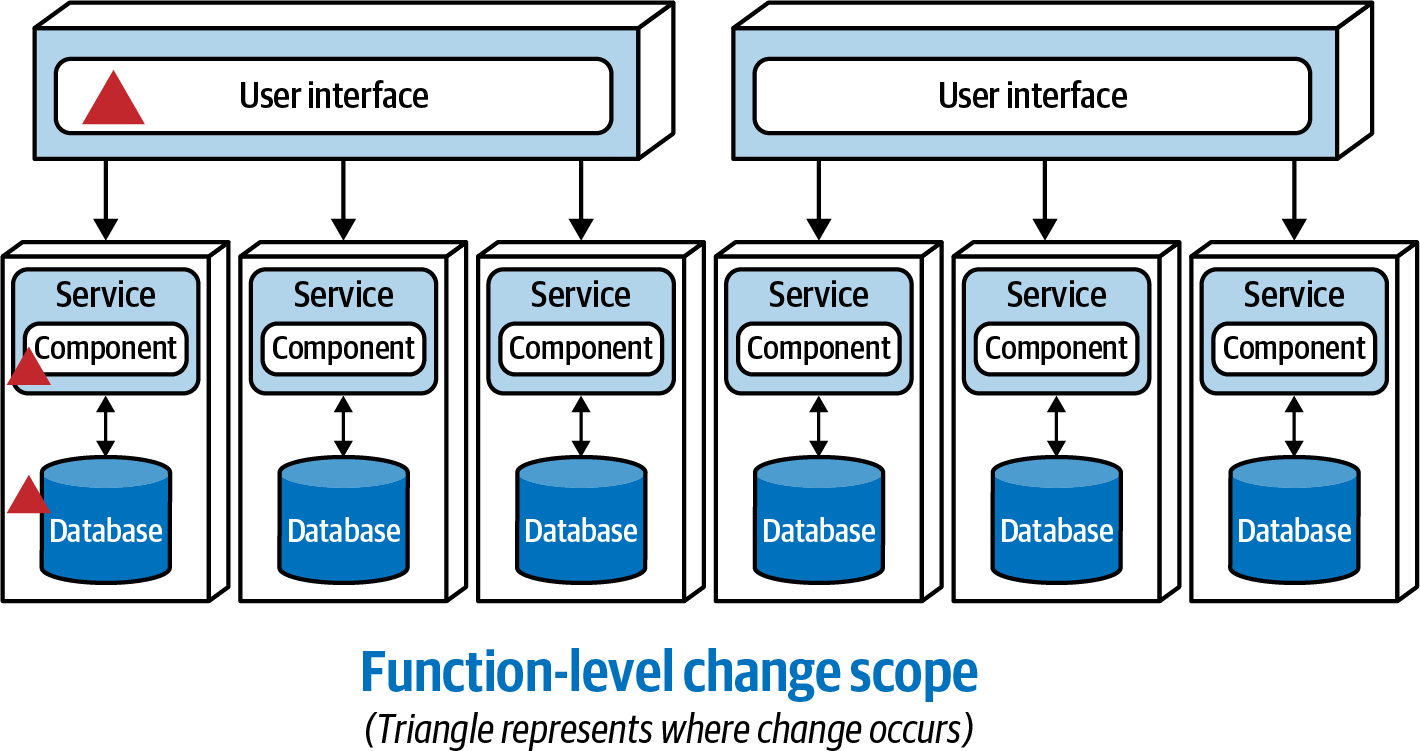 User interface
User interface
Service
Component
Database
Service
Component
Database
Service
Component
Database
Service
Component
Database
Service
Component
Database
Service
Component
Database
Function-level change scope
(Triangle represents where change occurs)